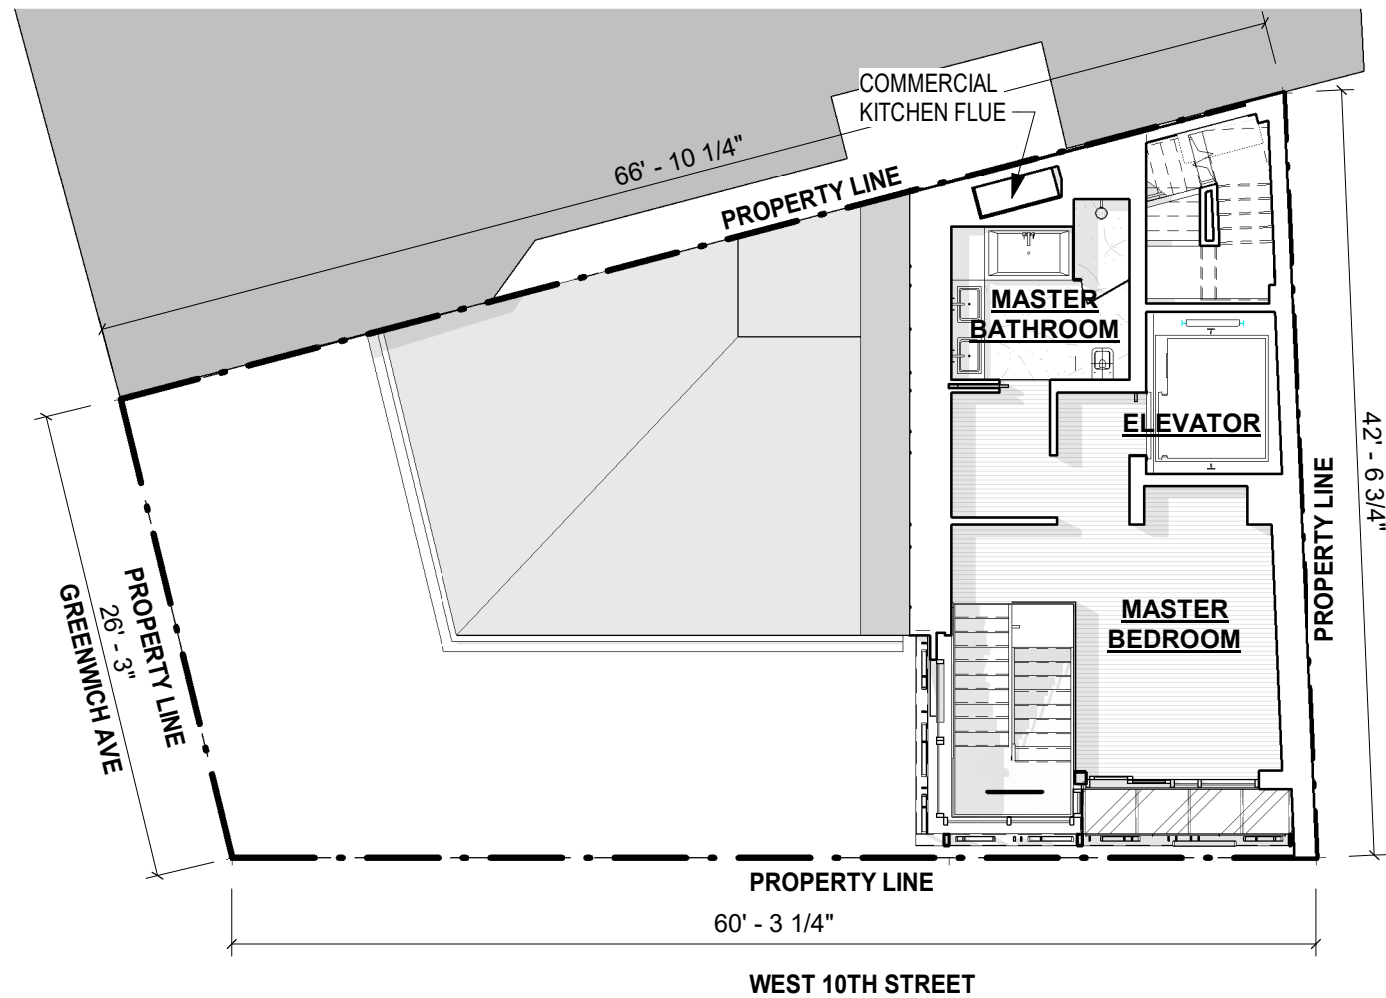 COMMERCIAL
KITCHEN FLUE
66' - 10 1/4"
PROPERTY LINE
MASTER
BATHROOM
ELEVATOR
42' - 6 3/4"
PROPERTY LINE
MASTER
BEDROOM
PROPERTY LINE
26' - 3"
GREENWICH AVE
PROPERTY LINE
60' - 3 1/4"
WEST 10TH STREET